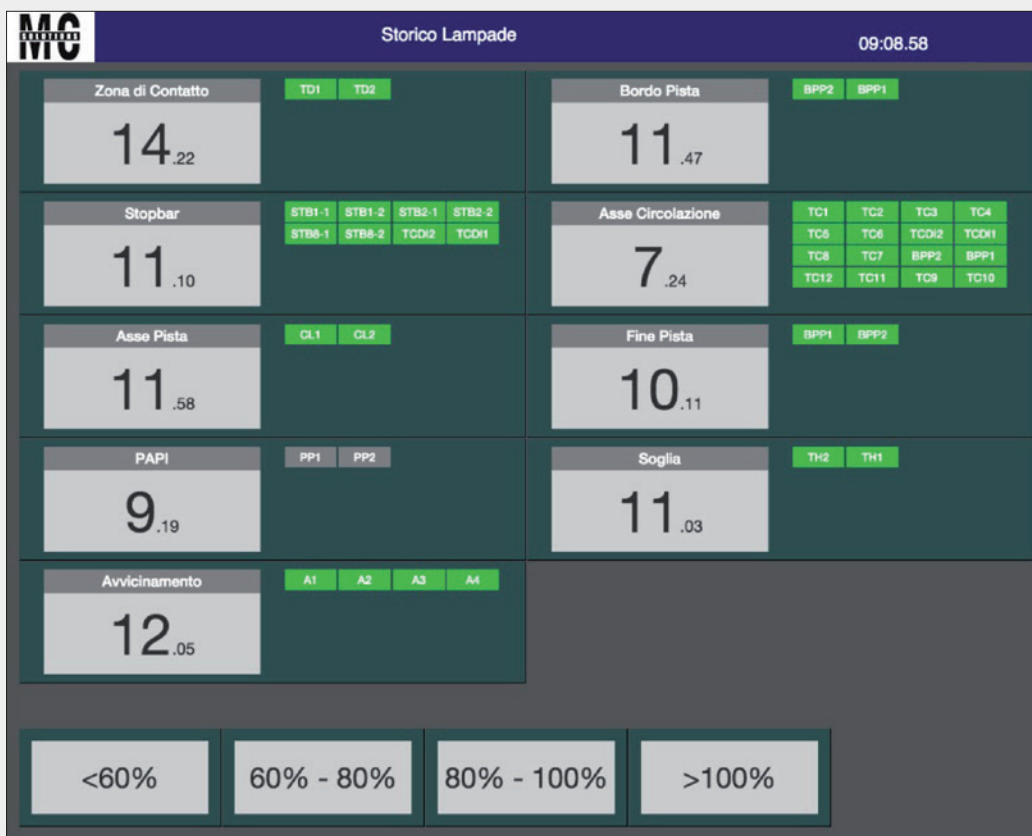 MC
SOLUTIONS
Storico Lampade
09:08.58
Zona di Contatto
14.22
TD1 TD2
Bordo Pista
11.47
BPP2 BPP1
Stopbar
11.10
STB1-1 STB1-2 STB2-1 STB2-2
STB8-1 STB8-2 TCDI2 TCDI1
Asse Circolazione
7.24
TC1 TC2 TC3 TC4
TC5 TC6 TCDI2 TCDI1
TC8 TC7 BPP2 BPP1
TC12 TC11 TC9 TC10
Asse Pista
11.58
CL1 CL2
Fine Pista
10.11
BPP1 BPP2
PAPI
9.19
PP1 PP2
Soglia
11.03
TH2 TH1
Avvicinamento
12.05
A1 A2 A3 A4
<60% 60% - 80% 80% - 100% >100%